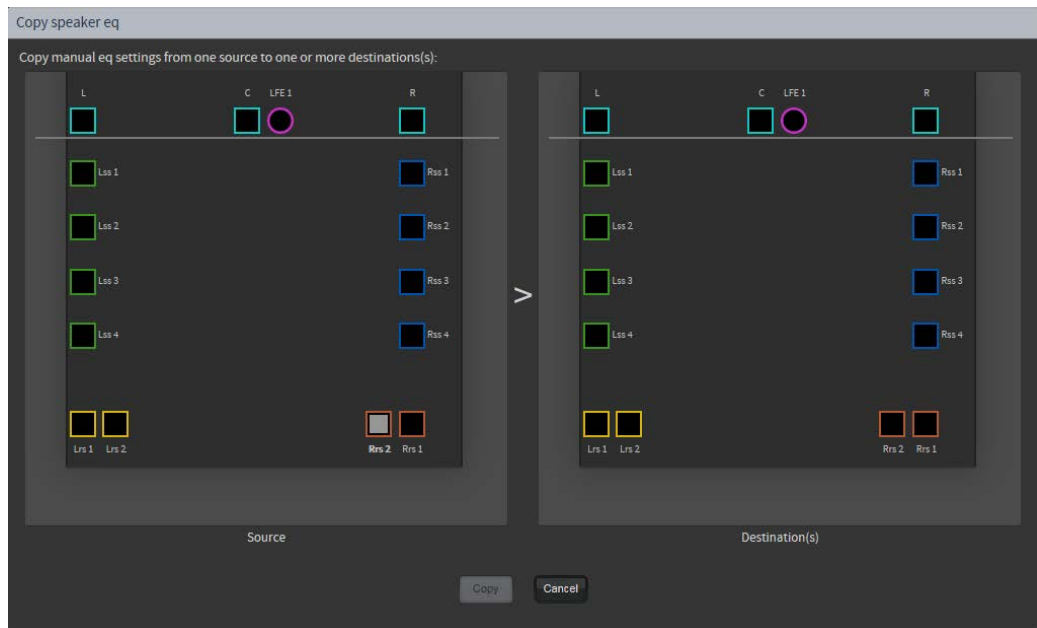 Copy speaker eq
Copy manual eq settings from one source to one or more destinations(s):
L C LFE 1 R
Lss 1 Rss 1
Lss 2 Rss 2
Lss 3 Rss 3
Lss 4 Rss 4
Lrs 1 Lrs 2 Rrs 2 Rrs 1
Source
>
L C LFE 1 R
Lss 1 Rss 1
Lss 2 Rss 2
Lss 3 Rss 3
Lss 4 Rss 4
Lrs 1 Lrs 2 Rrs 2 Rrs 1
Destination(s)
Copy Cancel